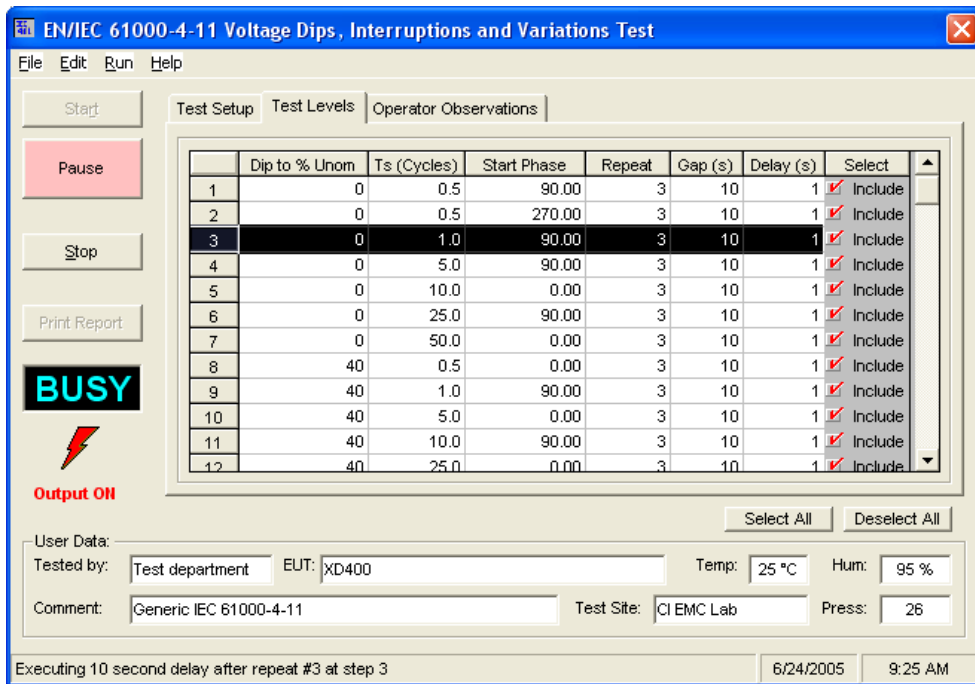 EN/IEC 61000-4-11 Voltage Dips, Interruptions and Variations Test
File Edit Run Help
Start
Pause
Stop
Print Report
BUSY
Output ON
Test Setup Test Levels Operator Observations
Dip to % Unom Ts (Cycles) Start Phase Repeat Gap (s) Delay (s) Select
1 0 0.5 90.00 3 10 1 Include
2 0 0.5 270.00 3 10 1 Include
3 0 1.0 90.00 3 10 1 Include
4 0 5.0 90.00 3 10 1 Include
5 0 10.0 0.00 3 10 1 Include
6 0 25.0 90.00 3 10 1 Include
7 0 50.0 0.00 3 10 1 Include
8 40 0.5 0.00 3 10 1 Include
9 40 1.0 90.00 3 10 1 Include
10 40 5.0 0.00 3 10 1 Include
11 40 10.0 90.00 3 10 1 Include
12 40 25.0 0.00 3 10 1 Include
Select All Deselect All
User Data:
Tested by: Test department EUT: XD400 Temp: 25 °C Hum: 95 %
Comment: Generic IEC 61000-4-11 Test Site: CI EMC Lab Press: 26
Executing 10 second delay after repeat #3 at step 3 6/24/2005 9:25 AM